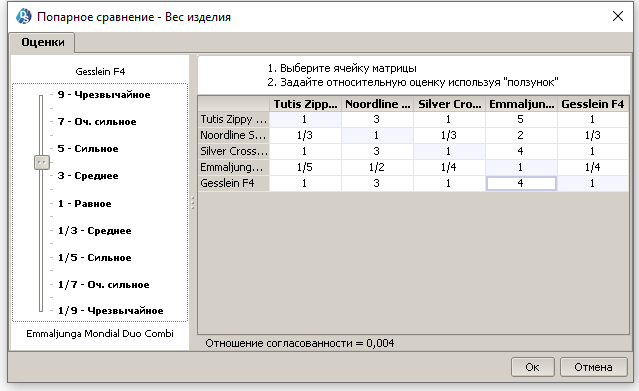 Попарное сравнение - Вес изделия
Оценки
Gesslein F4
9 - Чрезвычайное
7 - Оч. сильное
5 - Сильное
3 - Среднее
1 - Равное
1/3 - Среднее
1/5 - Сильное
1/7 - Оч. сильное
1/9 - Чрезвычайное
Emmaljunga Mondial Duo Combi
1. Выберите ячейку матрицы
2. Задайте относительную оценку используя "ползунок"
Tutis Zipp... Noordline ... Silver Cro... Emmaljun... Gesslein F4
Tutis Zippy ... 1 3 1 5 1
Noordline S... 1/3 1 1/3 2 1/3
Silver Cross... 1 3 1 4 1
Emmaljung... 1/5 1/2 1/4 1 1/4
Gesslein F4 1 3 1 4 1
Отношение согласованности = 0,004
Ок Отмена